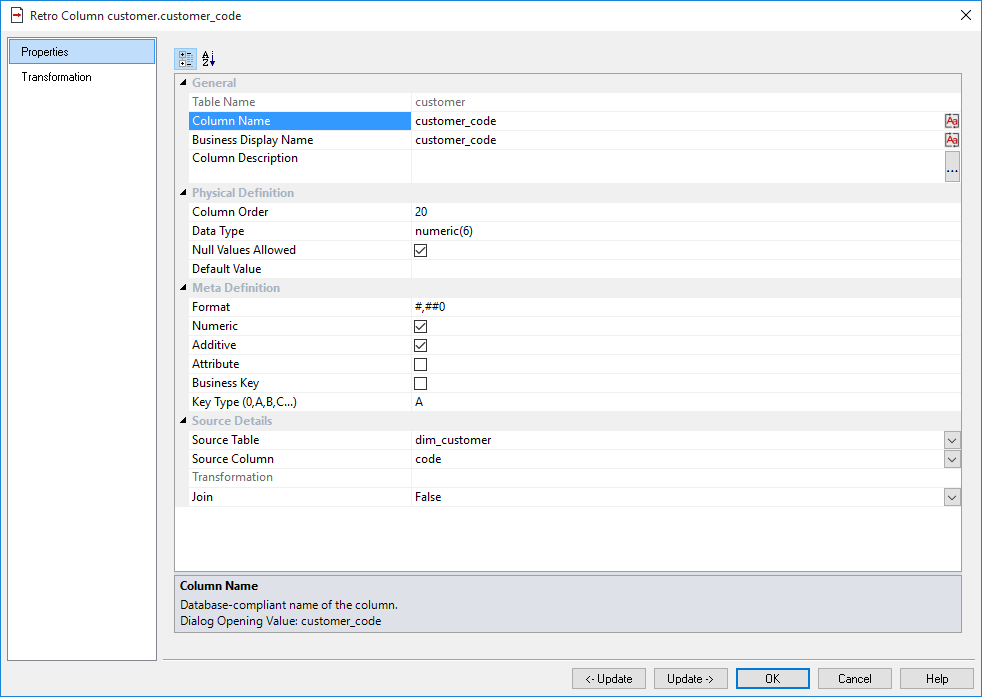 Retro Column customer.customer_code
Properties
Transformation
General
Table Name customer
Column Name customer_code
Business Display Name customer_code
Column Description
...
Physical Definition
Column Order 20
Data Type numeric(6)
Null Values Allowed
Default Value
Meta Definition
Format #,##0
Numeric
Additive
Attribute
Business Key
Key Type (0,A,B,C...) A
Source Details
Source Table dim_customer
Source Column code
Transformation
Join False
Column Name
Database-compliant name of the column.
Dialog Opening Value: customer_code
<- Update Update -> OK Cancel Help